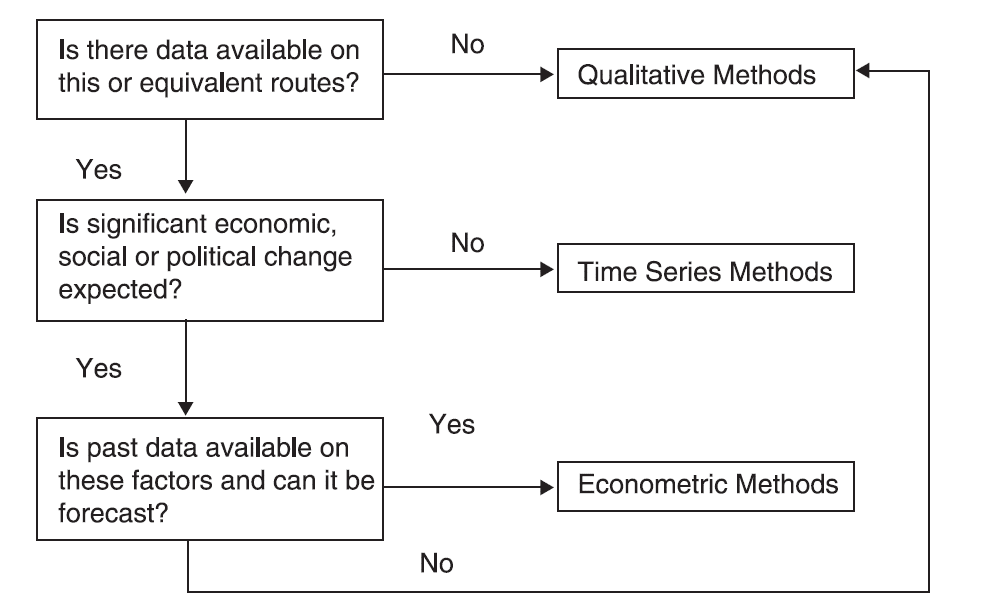 Is there data available on
this or equivalent routes?
No
Qualitative Methods
Yes
Is significant economic,
social or political change
expected?
No
Time Series Methods
Yes
Is past data available on
these factors and can it be
forecast?
Yes
Econometric Methods
No